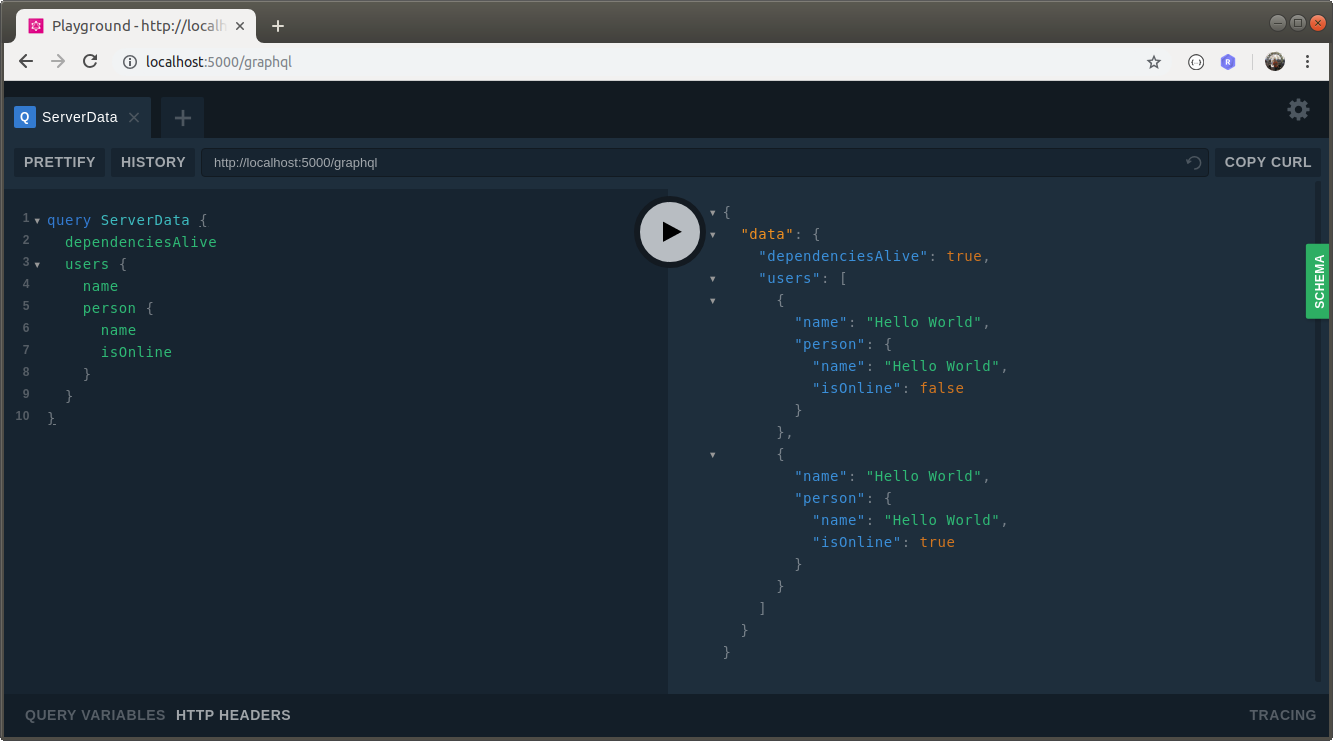 Playground - http://localh
localhost:5000/graphql
Q ServerData
PRETTIFY HISTORY http://localhost:5000/graphql COPY CURL
1 query ServerData {
2 dependenciesAlive
3 users {
4 name
5 person {
6 name
7 isOnline
8 }
9 }
10 }
{
"data": {
"dependenciesAlive": true,
"users": [
{
"name": "Hello World",
"person": {
"name": "Hello World",
"isOnline": false
}
},
{
"name": "Hello World",
"person": {
"name": "Hello World",
"isOnline": true
}
}
]
}
}
SCHEMA
QUERY VARIABLES HTTP HEADERS TRACING